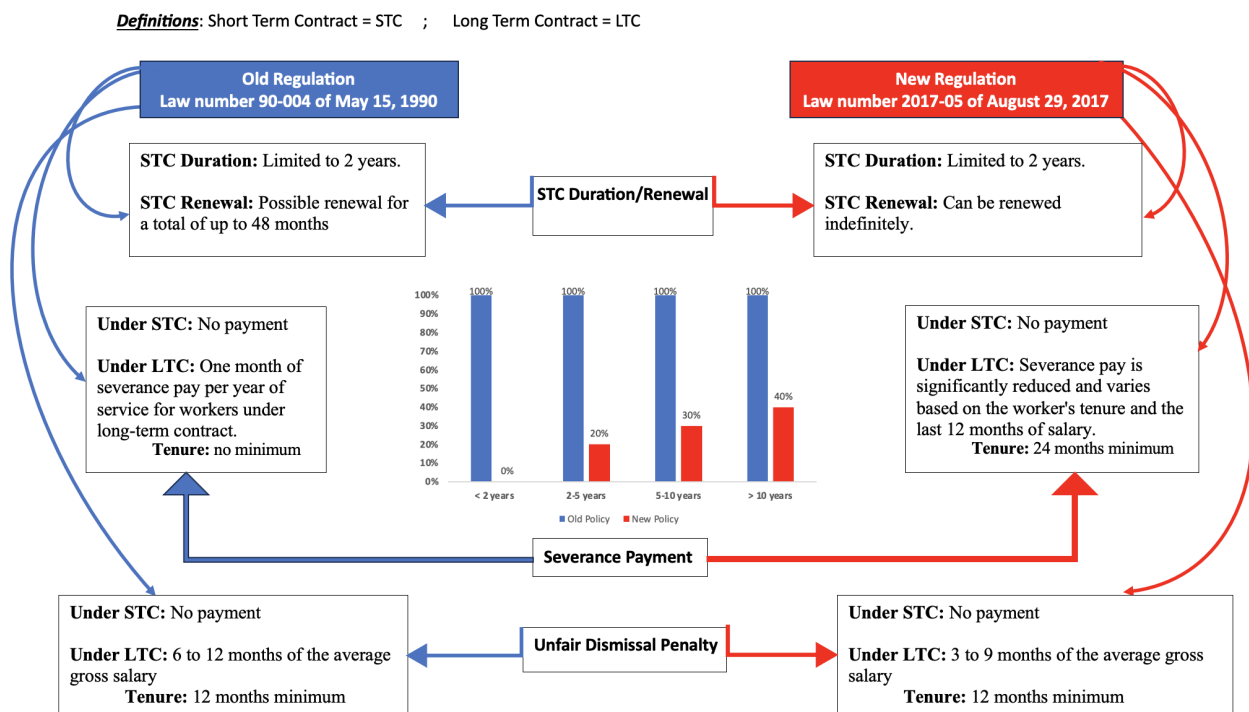 Definitions: Short Term Contract = STC ; Long Term Contract = LTC
Old Regulation
Law number 90-004 of May 15, 1990
New Regulation
Law number 2017-05 of August 29, 2017
STC Duration: Limited to 2 years.
STC Renewal: Possible renewal for
a total of up to 48 months
STC Duration/Renewal
STC Duration: Limited to 2 years.
STC Renewal: Can be renewed
indefinitely.
Under STC: No payment
Under LTC: One month of
severance pay per year of
service for workers under
long-term contract.
Tenure: no minimum
100%
90%
80%
70%
60%
50%
40%
30%
20%
10%
0%
100%
0%
100%
20%
100%
30%
100%
40%
< 2 years
2-5 years
5-10 years
> 10 years
Old Policy
New Policy
Under STC: No payment
Under LTC: Severance pay is
significantly reduced and varies
based on the worker's tenure and the
last 12 months of salary.
Tenure: 24 months minimum
Severance Payment
Under STC: No payment
Under LTC: 6 to 12 months of the average
gross salary
Tenure: 12 months minimum
Unfair Dismissal Penalty
Under STC: No payment
Under LTC: 3 to 9 months of the average gross
salary
Tenure: 12 months minimum